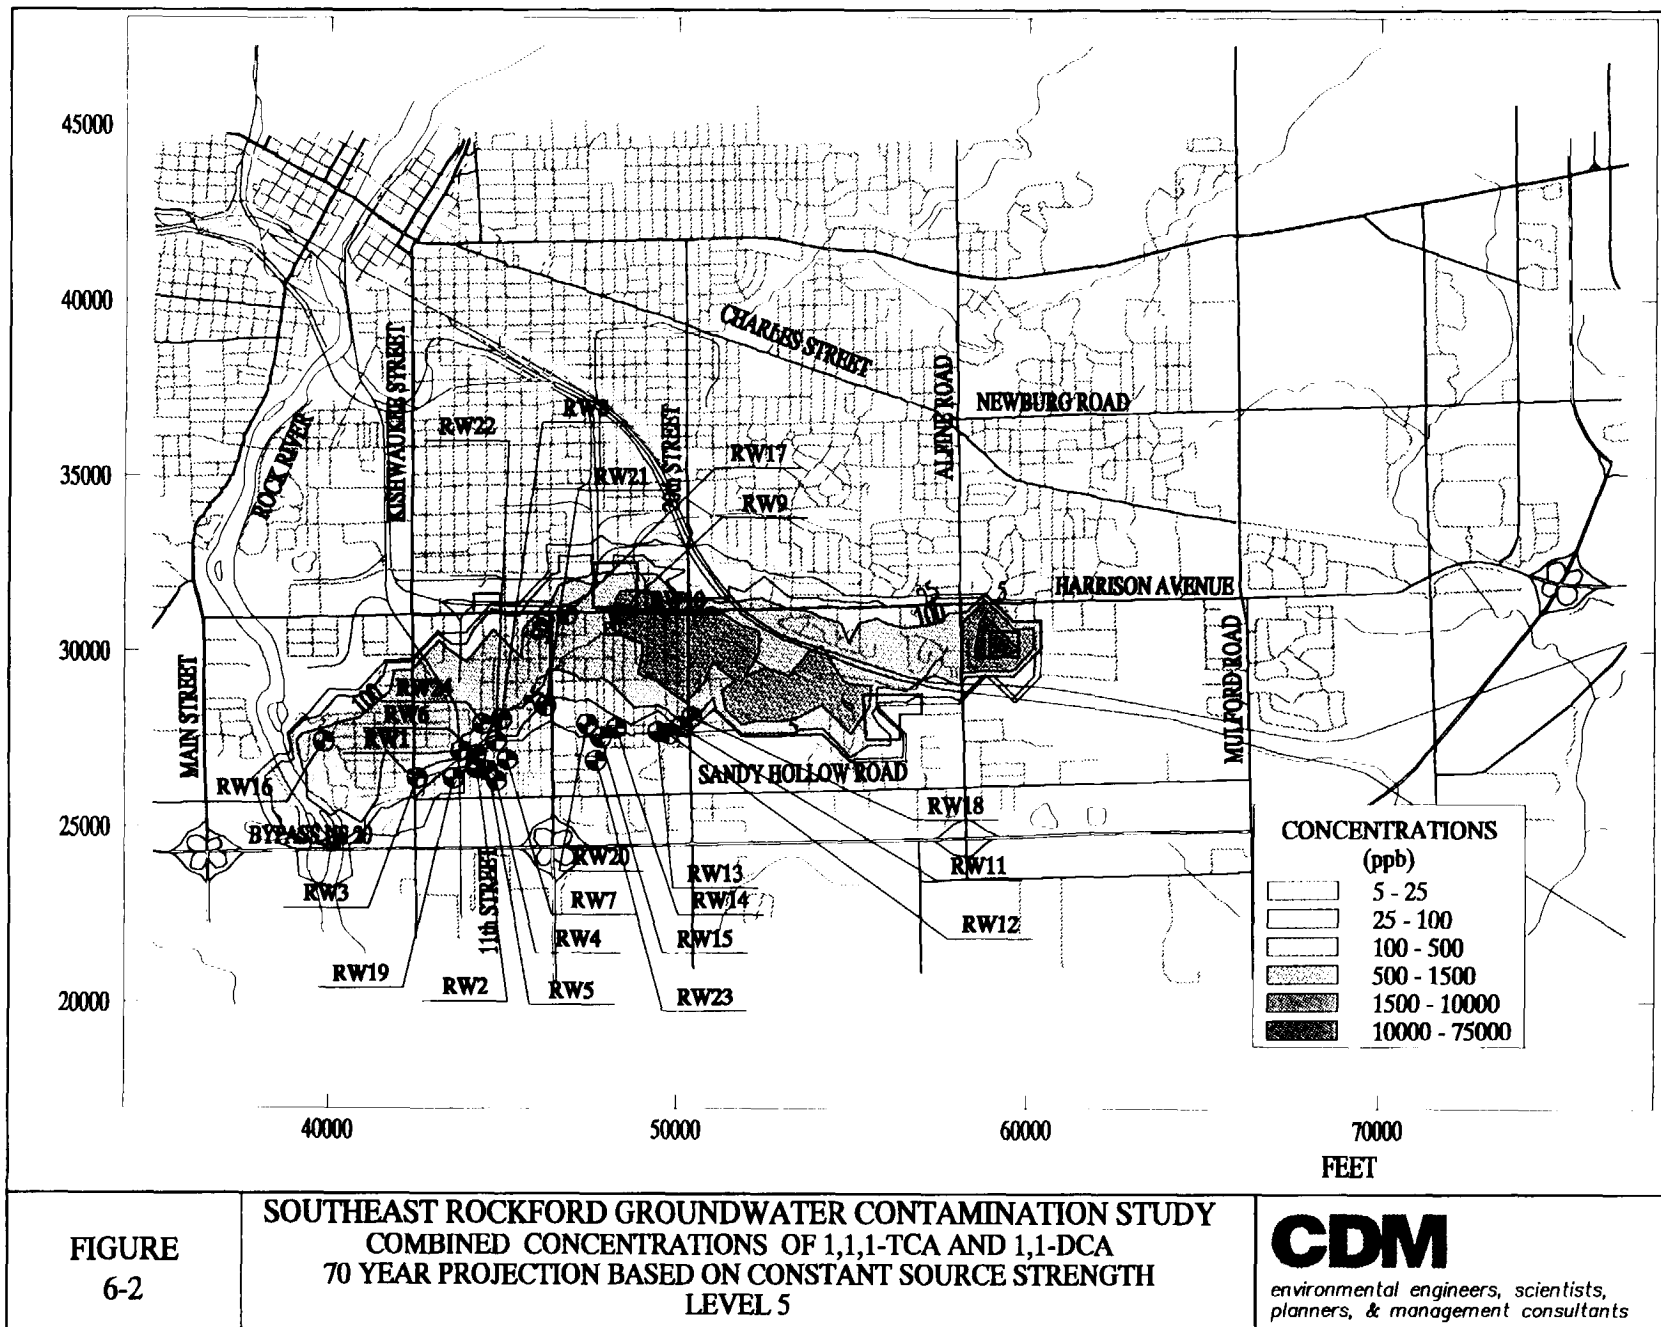 45000
40000
35000
30000
25000
20000
40000
50000
60000
70000
FEET
CHARLES STREET
NEWBURG ROAD
ALPINE ROAD
KISHWAUKEE STREET
ROCK RIVER
RW22
RW21
RW17
RW9
HARRISON AVENUE
25
5
100
100
MAIN STREET
MULFORD ROAD
RW24
RW6
RW1
RW16
SANDY HOLLOW ROAD
BYPASS
20
RW18
RW11
RW12
RW20
RW13
RW14
RW7
RW3
11th STREET
RW4
RW15
RW19
RW2
RW5
RW23
CONCENTRATIONS
(ppb)
5 - 25
25 - 100
100 - 500
500 - 1500
1500 - 10000
10000 - 75000
FIGURE
6-2
SOUTHEAST ROCKFORD GROUNDWATER CONTAMINATION STUDY
COMBINED CONCENTRATIONS OF 1,1,1-TCA AND 1,1-DCA
70 YEAR PROJECTION BASED ON CONSTANT SOURCE STRENGTH
LEVEL 5
CDM
environmental engineers, scientists,
planners, & management consultants